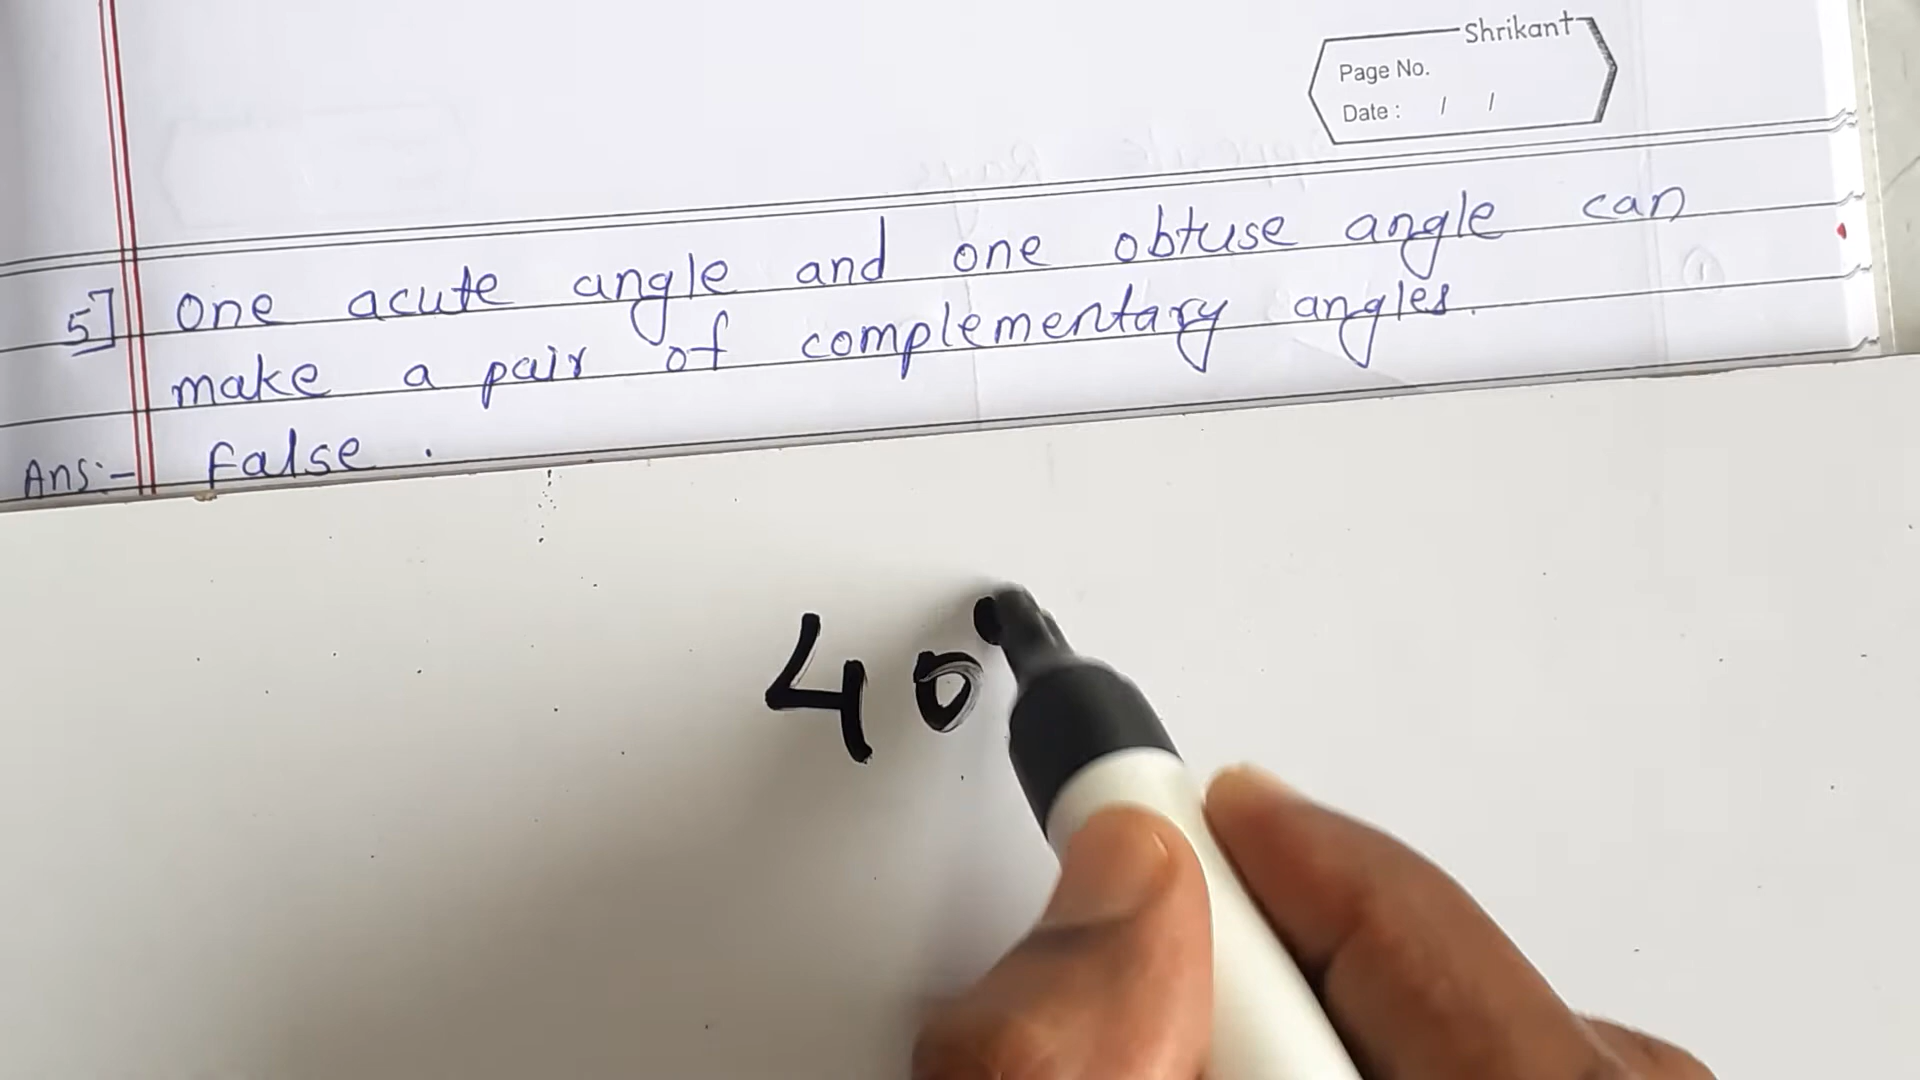 Shrikant
Page No.
Date : / /
5] one acute angle and one obtuse angle can
make a pair of complementary angles.
Ans:- false.
40°